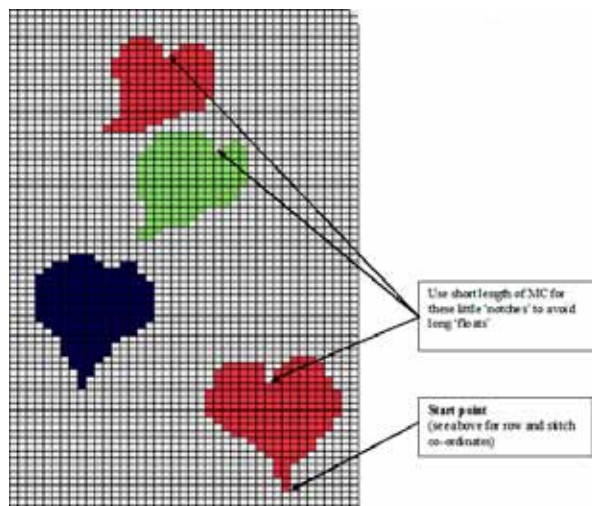 Use short length of MC for
these little 'notches' to avoid
long 'floats'
Start point
(see above for row and stitch
co-ordinates)